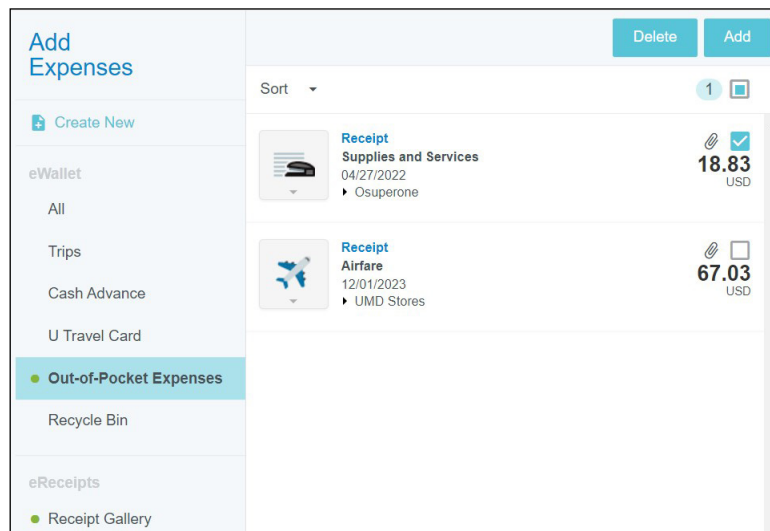 Add
Expenses
Create New
eWallet
All
Trips
Cash Advance
U Travel Card
Out-of-Pocket Expenses
Recycle Bin
eReceipts
Receipt Gallery
Delete
Add
Sort
1
Receipt
Supplies and Services
04/27/2022
Osuperone
18.83
USD
Receipt
Airfare
12/01/2023
UMD Stores
67.03
USD